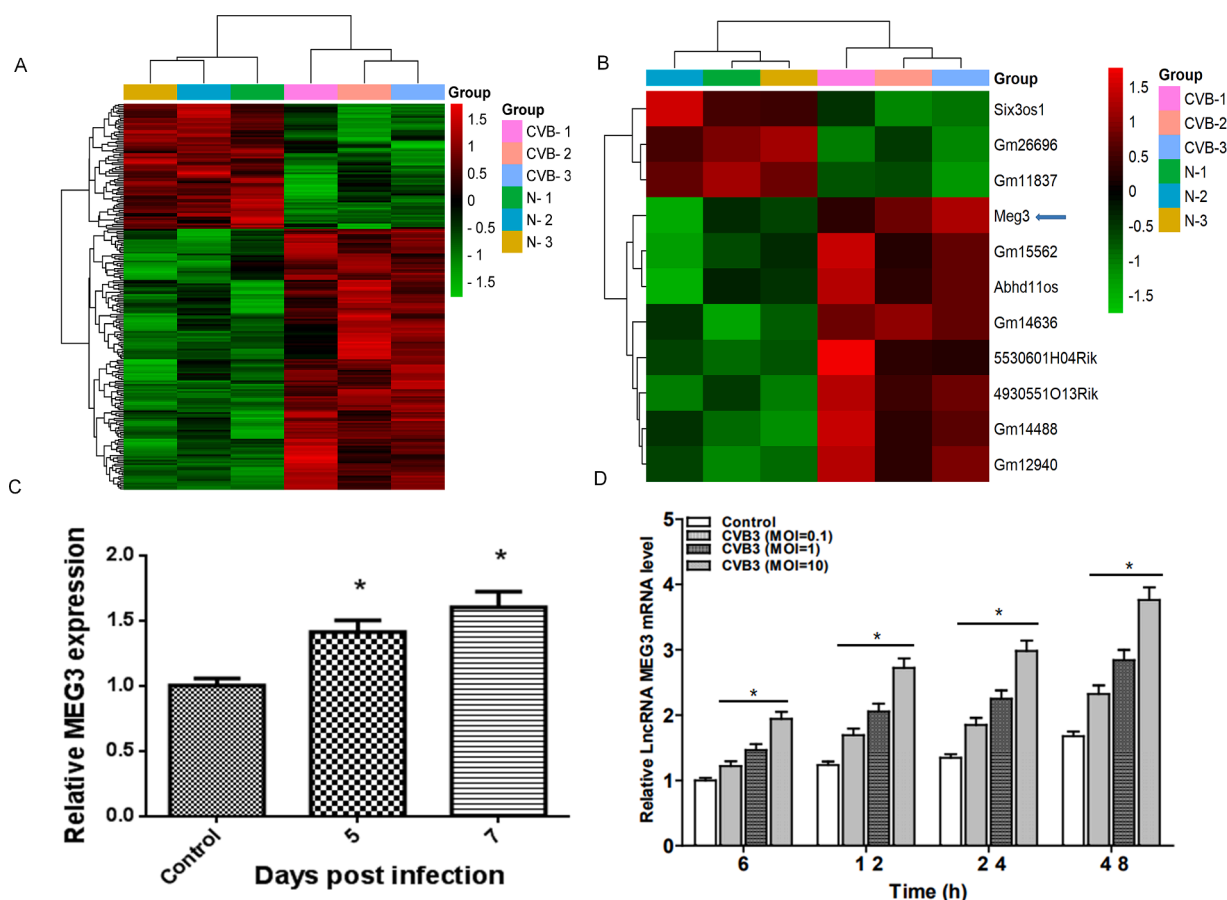 A
Group
1.5
1
0.5
0
- 0.5
- 1
- 1.5
Group
CVB- 1
CVB- 2
CVB- 3
N- 1
N- 2
N- 3
B
Group
Six3os1
Gm26696
Gm11837
Meg3
Gm15562
Abhd11os
Gm14636
5530601H04Rik
4930551O13Rik
Gm14488
Gm12940
1.5
1
0.5
0
-0.5
-1
-1.5
Group
CVB-1
CVB-2
CVB-3
N-1
N-2
N-3
C
Relative MEG3 expression
2.0
1.5
1.0
0.5
0.0
*
*
Control
5
7
Days post infection
D
Relative LncRNA MEG3 mRNA level
5
4
3
2
1
0
Control
CVB3 (MOI=0.1)
CVB3 (MOI=1)
CVB3 (MOI=10)
*
*
*
*
6
1 2
2 4
4 8
Time (h)